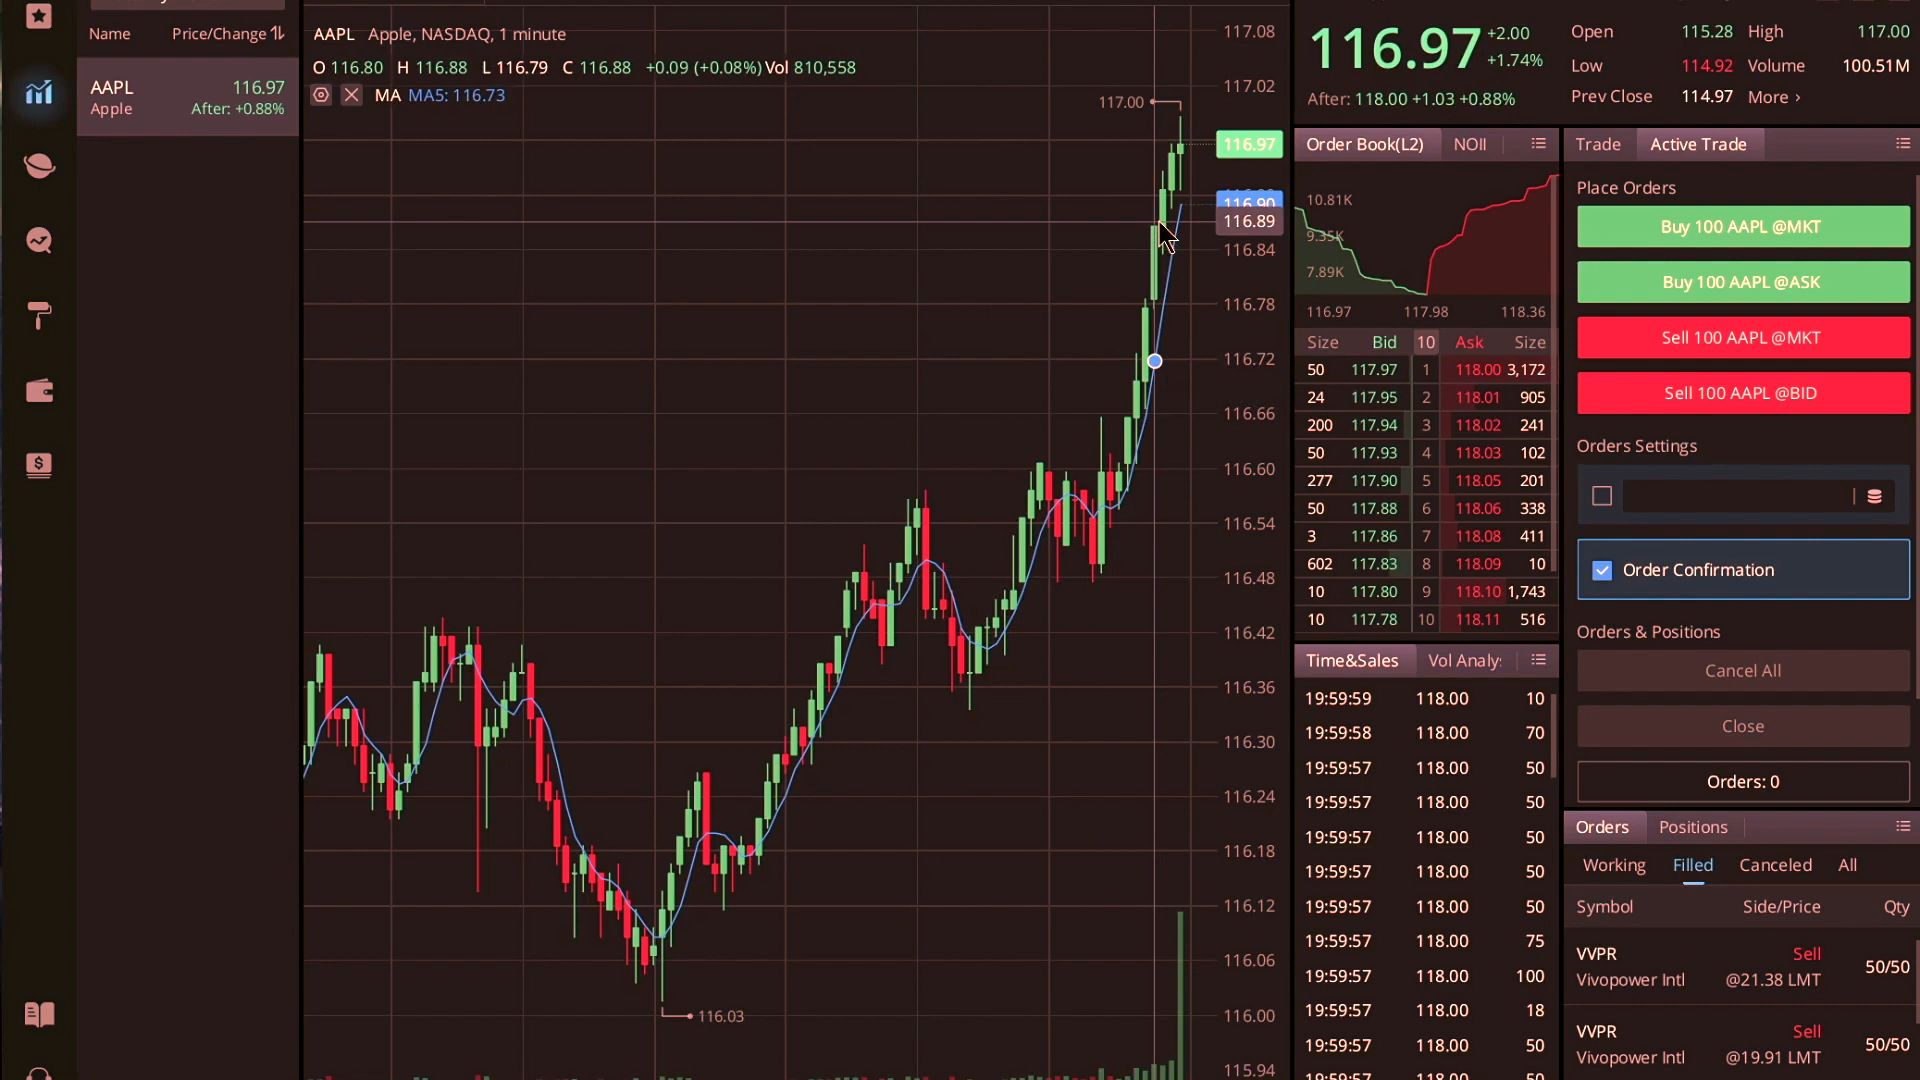 Name Price/Change
AAPL 116.97
Apple After: +0.88%
AAPL Apple, NASDAQ, 1 minute
O 116.80 H 116.88 L 116.79 C 116.88 +0.09 (+0.08%) Vol 810,558
MA MA5: 116.73
117.00
116.03
117.08
117.02
116.97
116.90
116.89
116.84
116.78
116.72
116.66
116.60
116.54
116.48
116.42
116.36
116.30
116.24
116.18
116.12
116.06
116.00
115.94
116.97 +2.00
+1.74%
After: 118.00 +1.03 +0.88%
Open 115.28 High 117.00
Low 114.92 Volume 100.51M
Prev Close 114.97 More ›
Order Book(L2) NOII
10.81K
9.35K
7.89K
116.97 117.98 118.36
Size Bid 10 Ask Size
50 117.97 1 118.00 3,172
24 117.95 2 118.01 905
200 117.94 3 118.02 241
50 117.93 4 118.03 102
277 117.90 5 118.05 201
50 117.88 6 118.06 338
3 117.86 7 118.08 411
602 117.83 8 118.09 10
10 117.80 9 118.10 1,743
10 117.78 10 118.11 516
Time&Sales Vol Analy
19:59:59 118.00 10
19:59:58 118.00 70
19:59:57 118.00 50
19:59:57 118.00 50
19:59:57 118.00 50
19:59:57 118.00 50
19:59:57 118.00 50
19:59:57 118.00 75
19:59:57 118.00 100
19:59:57 118.00 18
19:59:57 118.00 50
Trade Active Trade
Place Orders
Buy 100 AAPL @MKT
Buy 100 AAPL @ASK
Sell 100 AAPL @MKT
Sell 100 AAPL @BID
Orders Settings
Order Confirmation
Orders & Positions
Cancel All
Close
Orders: 0
Orders Positions
Working Filled Canceled All
Symbol Side/Price Qty
VVPR Sell 50/50
Vivopower Intl @21.38 LMT
VVPR Sell 50/50
Vivopower Intl @19.91 LMT